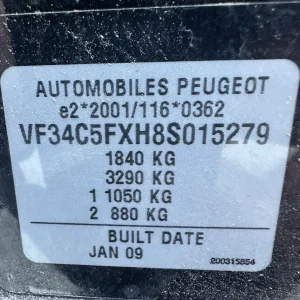 AUTOMOBILES PEUGEOT
e2*2001/116*0362
VF34C5FXH8S015279
1840 KG
3290 KG
1 1050 KG
2 880 KG
BUILT DATE
JAN 09
200315854